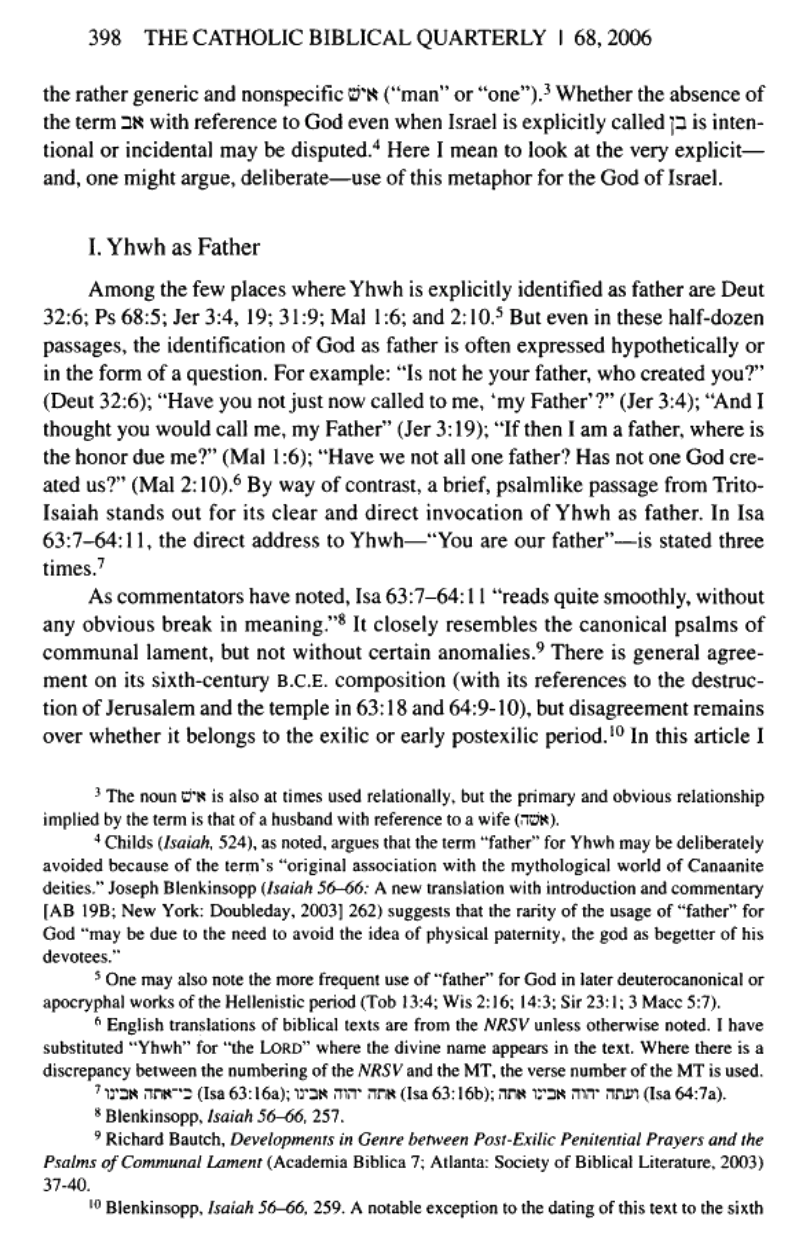 398 THE CATHOLIC BIBLICAL QUARTERLY | 68, 2006
the rather generic and nonspecific אִישׁ (“man” or “one”).³ Whether the absence of
the term אב with reference to God even when Israel is explicitly called בן is inten-
tional or incidental may be disputed.⁴ Here I mean to look at the very explicit—
and, one might argue, deliberate—use of this metaphor for the God of Israel.
I. Yhwh as Father
Among the few places where Yhwh is explicitly identified as father are Deut
32:6; Ps 68:5; Jer 3:4, 19; 31:9; Mal 1:6; and 2:10.⁵ But even in these half-dozen
passages, the identification of God as father is often expressed hypothetically or
in the form of a question. For example: “Is not he your father, who created you?”
(Deut 32:6); “Have you not just now called to me, ‘my Father’?” (Jer 3:4); “And I
thought you would call me, my Father” (Jer 3:19); “If then I am a father, where is
the honor due me?” (Mal 1:6); “Have we not all one father? Has not one God cre-
ated us?” (Mal 2:10).⁶ By way of contrast, a brief, psalmlike passage from Trito-
Isaiah stands out for its clear and direct invocation of Yhwh as father. In Isa
63:7–64:11, the direct address to Yhwh—“You are our father”—is stated three
times.⁷
As commentators have noted, Isa 63:7–64:11 “reads quite smoothly, without
any obvious break in meaning.”⁸ It closely resembles the canonical psalms of
communal lament, but not without certain anomalies.⁹ There is general agree-
ment on its sixth-century B.C.E. composition (with its references to the destruc-
tion of Jerusalem and the temple in 63:18 and 64:9-10), but disagreement remains
over whether it belongs to the exilic or early postexilic period.¹⁰ In this article I
³ The noun אִישׁ is also at times used relationally, but the primary and obvious relationship
implied by the term is that of a husband with reference to a wife (אִשָּׁה).
⁴ Childs (Isaiah, 524), as noted, argues that the term “father” for Yhwh may be deliberately
avoided because of the term’s “original association with the mythological world of Canaanite
deities.” Joseph Blenkinsopp (Isaiah 56–66: A new translation with introduction and commentary
[AB 19B; New York: Doubleday, 2003] 262) suggests that the rarity of the usage of “father” for
God “may be due to the need to avoid the idea of physical paternity, the god as begetter of his
devotees.”
⁵ One may also note the more frequent use of “father” for God in later deuterocanonical or
apocryphal works of the Hellenistic period (Tob 13:4; Wis 2:16; 14:3; Sir 23:1; 3 Macc 5:7).
⁶ English translations of biblical texts are from the NRSV unless otherwise noted. I have
substituted “Yhwh” for “the LORD” where the divine name appears in the text. Where there is a
discrepancy between the numbering of the NRSV and the MT, the verse number of the MT is used.
⁷ כי־אתה אבינו (Isa 63:16a); אתה יהוה אבינו (Isa 63:16b); ועתה יהוה אבינו אתה (Isa 64:7a).
⁸ Blenkinsopp, Isaiah 56–66, 257.
⁹ Richard Bautch, Developments in Genre between Post-Exilic Penitential Prayers and the
Psalms of Communal Lament (Academia Biblica 7; Atlanta: Society of Biblical Literature, 2003)
37-40.
¹⁰ Blenkinsopp, Isaiah 56–66, 259. A notable exception to the dating of this text to the sixth